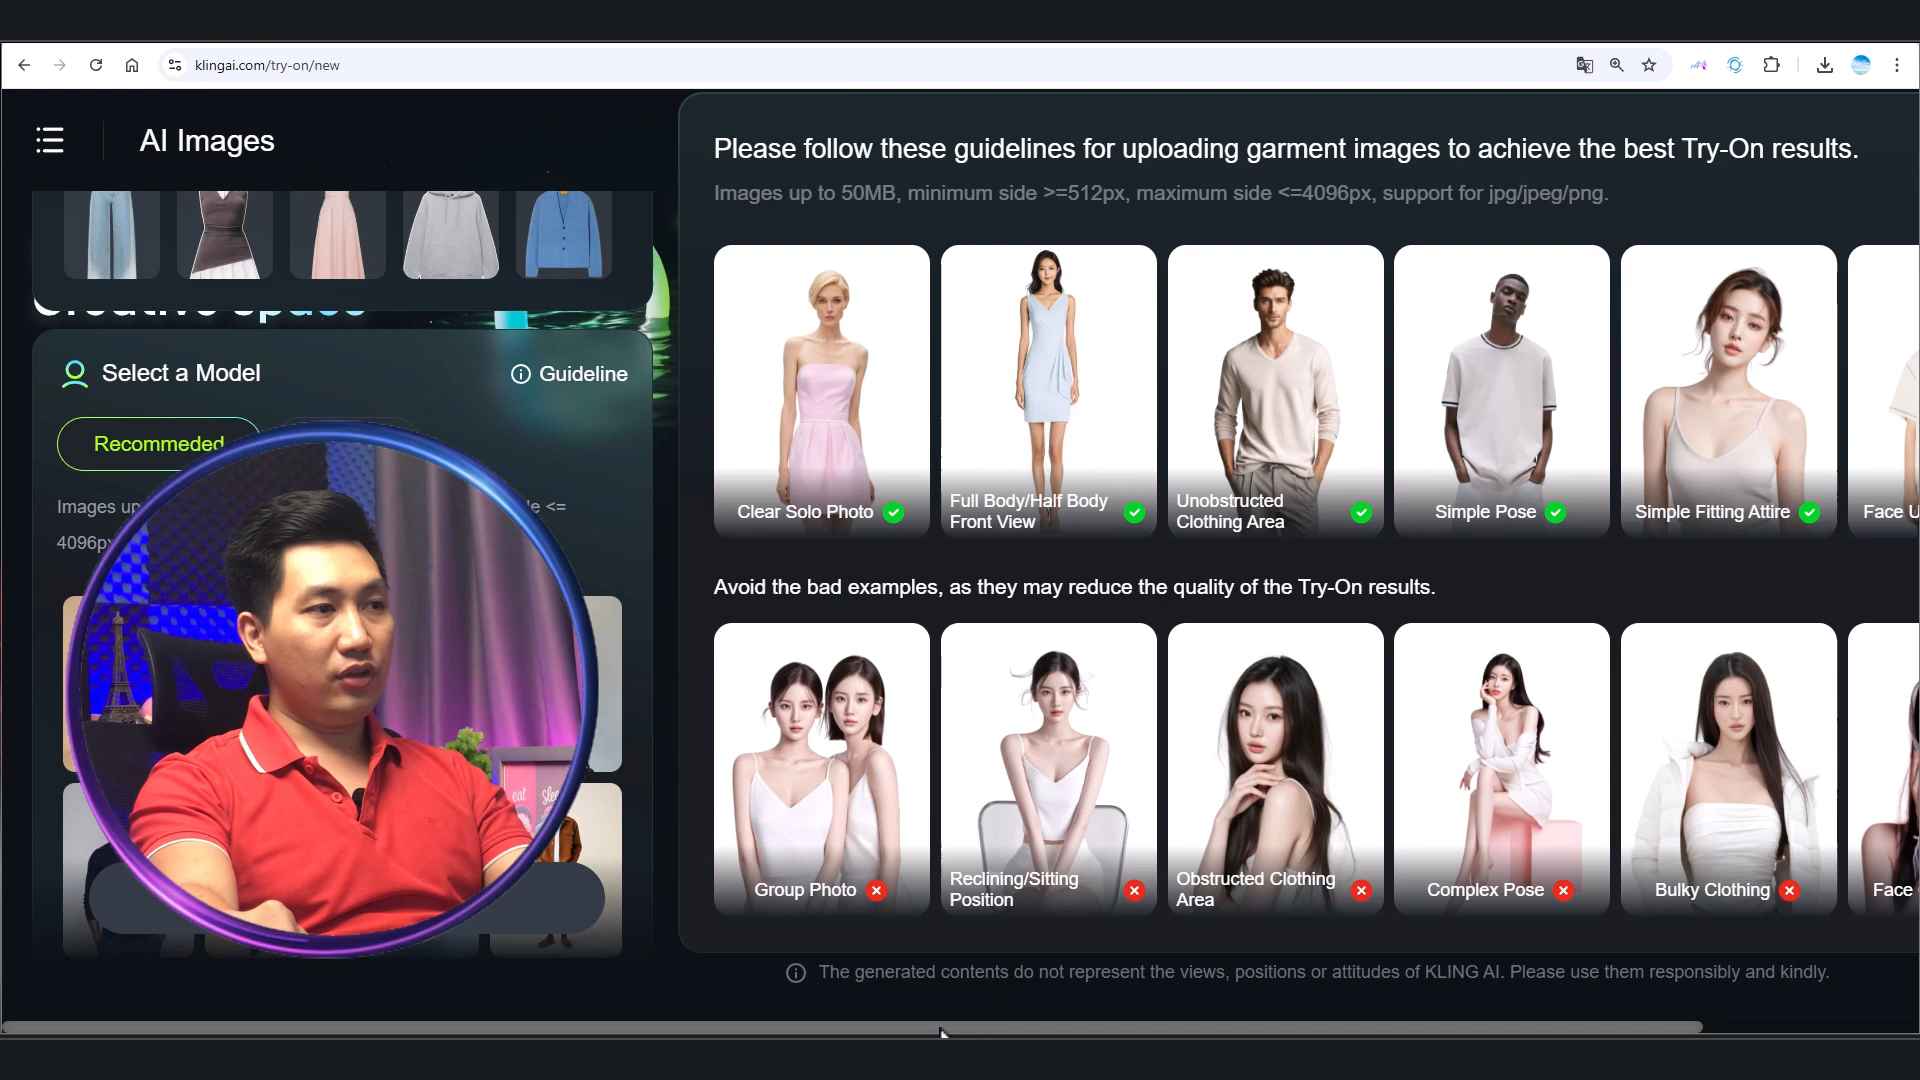 klingai.com/try-on/new
AI Images
Creative space
Select a Model
Guideline
Recommeded
Images up
le <=
4096px
eat
Please follow these guidelines for uploading garment images to achieve the best Try-On results.
Images up to 50MB, minimum side >=512px, maximum side <=4096px, support for jpg/jpeg/png.
Clear Solo Photo
Full Body/Half Body
Front View
Unobstructed
Clothing Area
Simple Pose
Simple Fitting Attire
Face U
Avoid the bad examples, as they may reduce the quality of the Try-On results.
Group Photo
Reclining/Sitting
Position
Obstructed Clothing
Area
Complex Pose
Bulky Clothing
Face
The generated contents do not represent the views, positions or attitudes of KLING AI. Please use them responsibly and kindly.